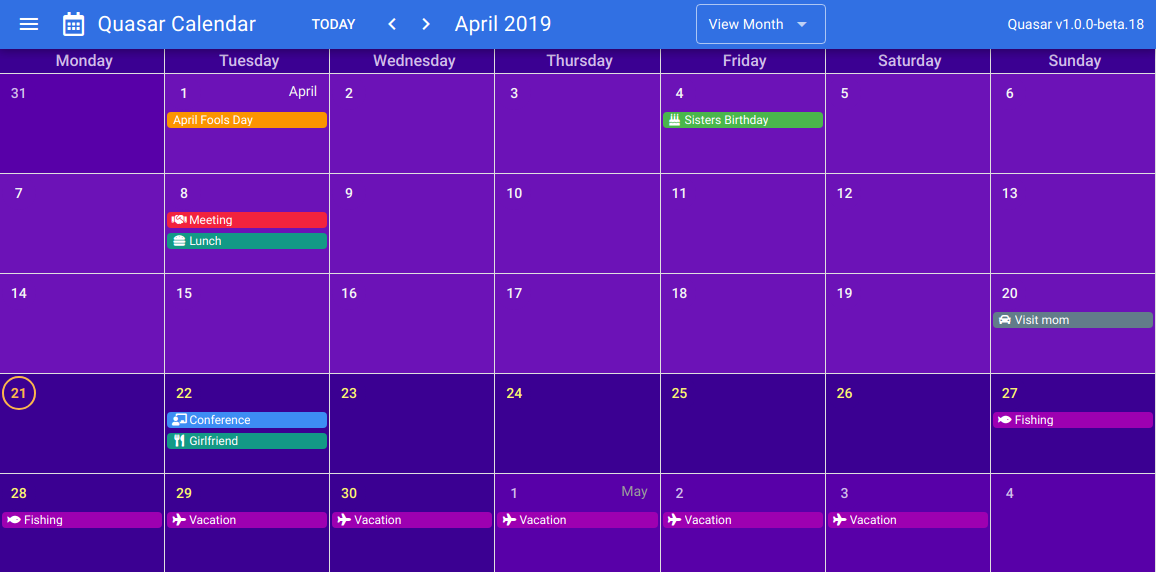 Quasar Calendar TODAY April 2019 View Month Quasar v1.0.0-beta.18
Monday Tuesday Wednesday Thursday Friday Saturday Sunday
31 1 April 2 3 4 5 6
April Fools Day Sisters Birthday
7 8 9 10 11 12 13
Meeting
Lunch
14 15 16 17 18 19 20
Visit mom
21 22 23 24 25 26 27
Conference Fishing
Girlfriend
28 29 30 1 May 2 3 4
Fishing Vacation Vacation Vacation Vacation Vacation